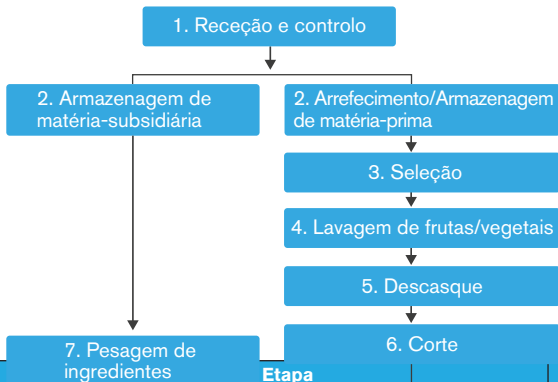 1. Receção e controlo
2. Armazenagem de
matéria-subsidiária
2. Arrefecimento/Armazenagem
de matéria-prima
3. Seleção
4. Lavagem de frutas/vegetais
5. Descasque
6. Corte
7. Pesagem de
ingredientes
Etapa